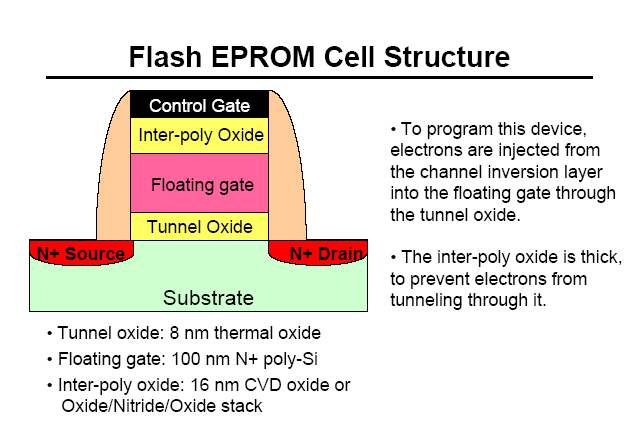 Flash EPROM Cell Structure
Control Gate
Inter-poly Oxide
Floating gate
Tunnel Oxide
N+ Source
N+ Drain
Substrate
• Tunnel oxide: 8 nm thermal oxide
• Floating gate: 100 nm N+ poly-Si
• Inter-poly oxide: 16 nm CVD oxide or
Oxide/Nitride/Oxide stack
• To program this device,
electrons are injected from
the channel inversion layer
into the floating gate through
the tunnel oxide.
• The inter-poly oxide is thick,
to prevent electrons from
tunneling through it.